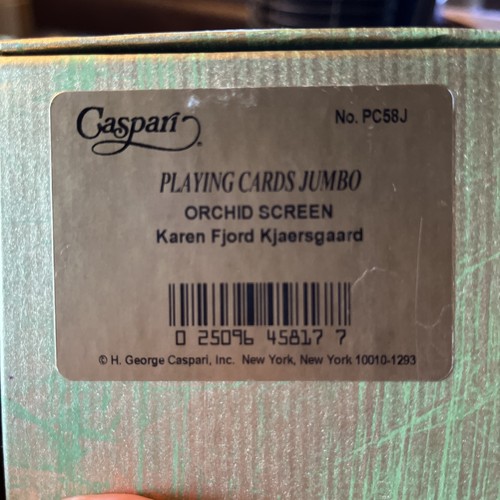 Caspari®
No. PC58J
PLAYING CARDS JUMBO
ORCHID SCREEN
Karen Fjord Kjaersgaard
0 25096 45817 7
© H. George Caspari, Inc. New York, New York 10010-1293